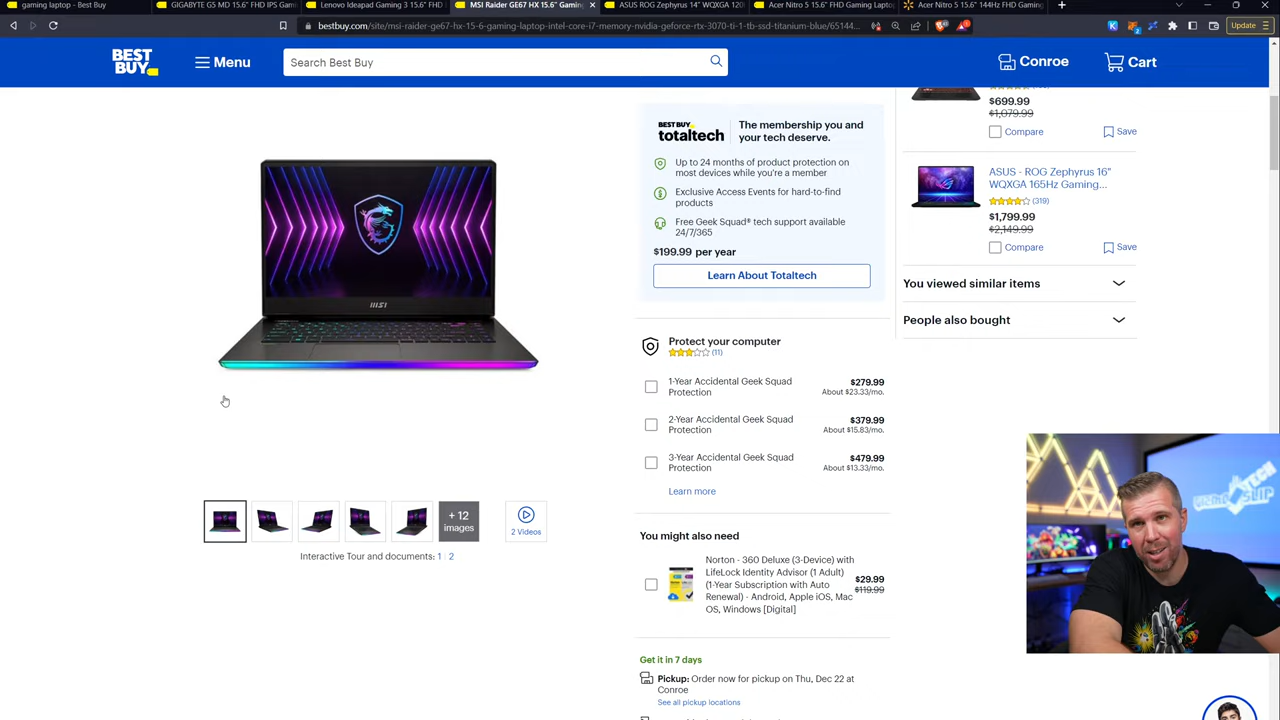 gaming laptop - Best Buy
GIGABYTE G5 MD 15.6" FHD IPS Gam
Lenovo Ideapad Gaming 3 15.6" FHD
MSI Raider GE67 HX 15.6" Gaming
ASUS ROG Zephyrus 14" WQXGA 120
Acer Nitro 5 15.6" FHD Gaming Lapto
Acer Nitro 5 15.6" 144Hz FHD Gaming
bestbuy.com/site/msi-raider-ge67-hx-15-6-gaming-laptop-intel-core-i7-memory-nvidia-geforce-rtx-3070-ti-1-tb-ssd-titanium-blue/65144...
Update
BEST BUY
Menu
Search Best Buy
Conroe
Cart
BEST BUY
totaltech
The membership you and
your tech deserve.
Up to 24 months of product protection on
most devices while you're a member
Exclusive Access Events for hard-to-find
products
Free Geek Squad® tech support available
24/7/365
$199.99 per year
Learn About Totaltech
$699.99
$1,079.99
Compare
Save
ASUS - ROG Zephyrus 16"
WQXGA 165Hz Gaming...
(319)
$1,799.99
$2,149.99
Compare
Save
You viewed similar items
People also bought
msi
Protect your computer
(11)
1-Year Accidental Geek Squad
Protection
$279.99
About $23.33/mo.
2-Year Accidental Geek Squad
Protection
$379.99
About $15.83/mo.
3-Year Accidental Geek Squad
Protection
$479.99
About $13.33/mo.
Learn more
+ 12
images
2 Videos
Interactive Tour and documents: 1 | 2
You might also need
Norton - 360 Deluxe (3-Device) with
LifeLock Identity Advisor (1 Adult)
(1-Year Subscription with Auto
Renewal) - Android, Apple iOS, Mac
OS, Windows [Digital]
$29.99
$119.99
Get it in 7 days
Pickup: Order now for pickup on Thu, Dec 22 at
Conroe
See all pickup locations